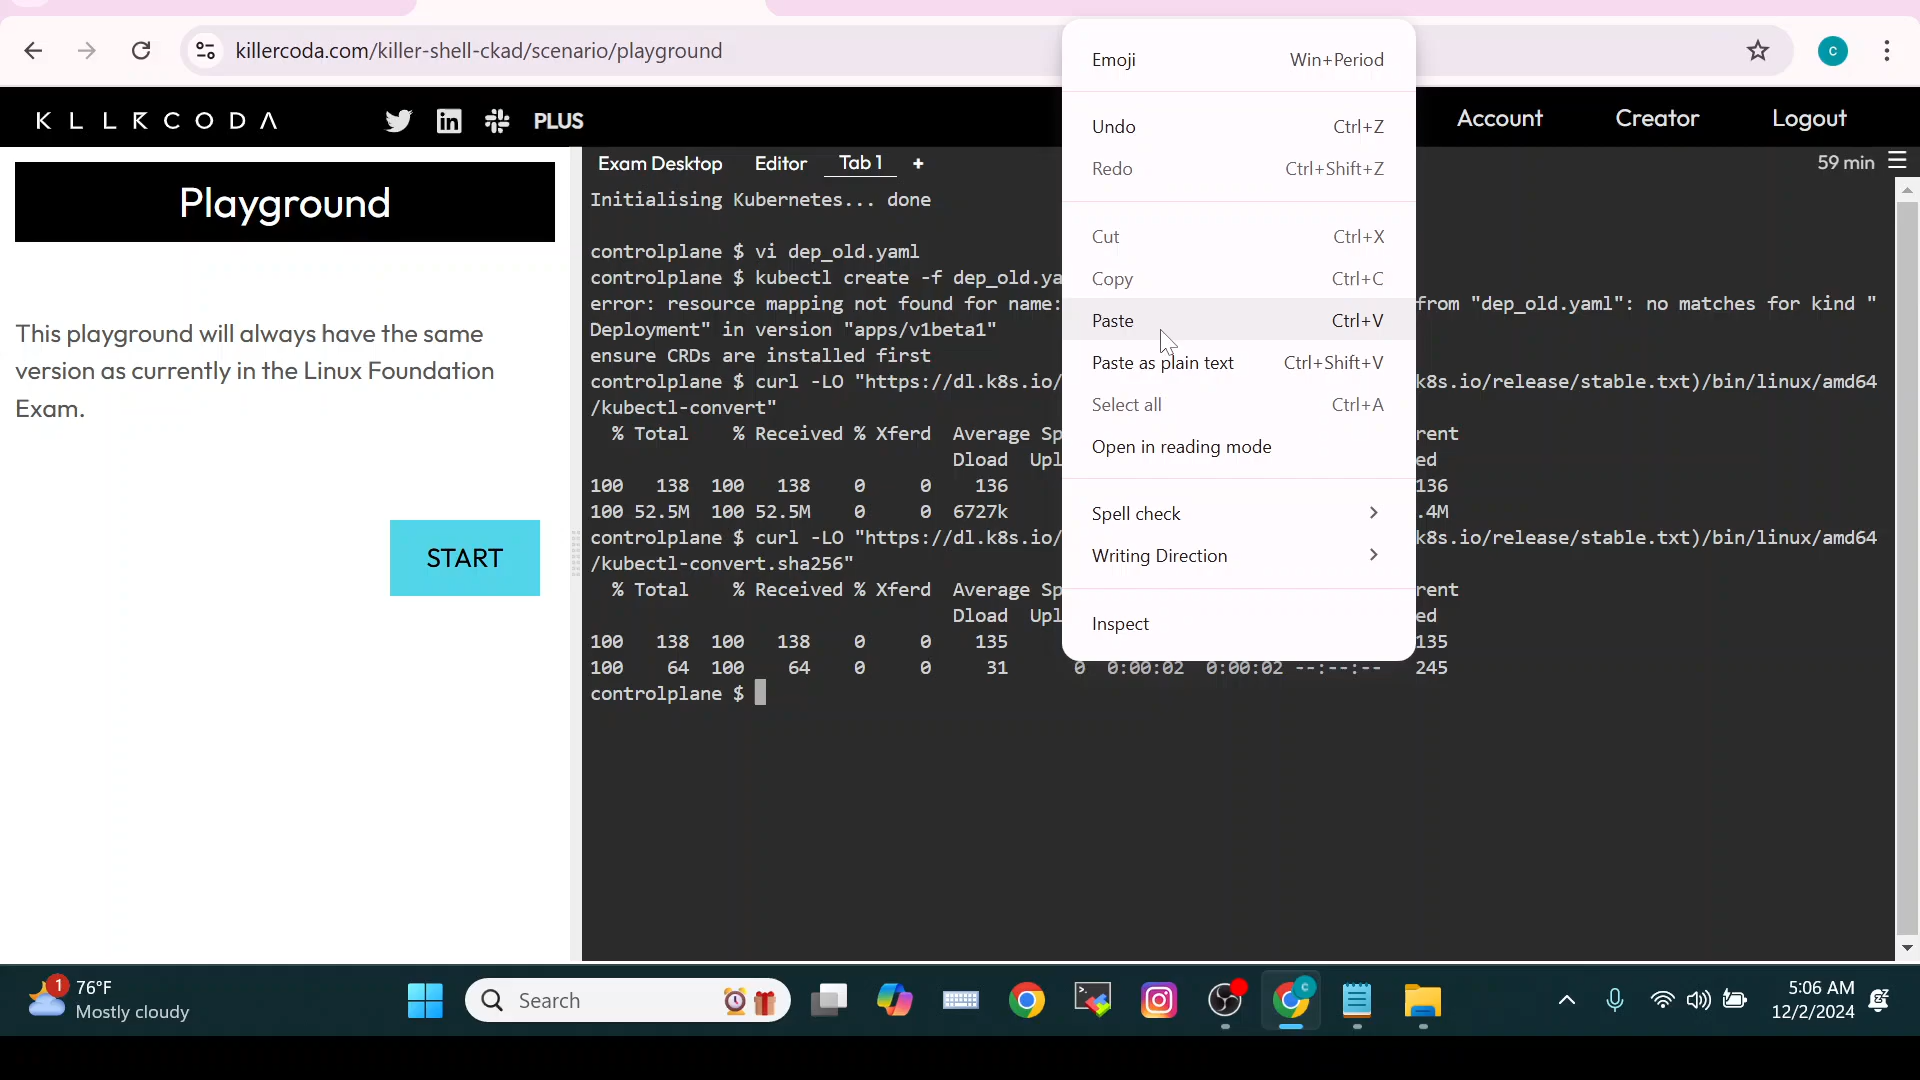 killercoda.com/killer-shell-ckad/scenario/playground
c
KLLRCODA
in
PLUS
Account
Creator
Logout
Playground
This playground will always have the same
version as currently in the Linux Foundation
Exam.
START
Exam Desktop
Editor
Tab 1
+
59 min
Initialising Kubernetes... done
controlplane $ vi dep_old.yaml
controlplane $ kubectl create -f dep_old.ya
error: resource mapping not found for name: from "dep_old.yaml": no matches for kind "
Deployment" in version "apps/v1beta1"
ensure CRDs are installed first
controlplane $ curl -LO "https://dl.k8s.io/ k8s.io/release/stable.txt)/bin/linux/amd64
/kubectl-convert"
% Total % Received % Xferd Average Sp rent
Dload Upl ed
100 138 100 138 0 0 136 136
100 52.5M 100 52.5M 0 0 6727k .4M
controlplane $ curl -LO "https://dl.k8s.io/ k8s.io/release/stable.txt)/bin/linux/amd64
/kubectl-convert.sha256"
% Total % Received % Xferd Average Sp rent
Dload Upl ed
100 138 100 138 0 0 135 135
100 64 100 64 0 0 31 0 0:00:02 0:00:02 --:--:-- 245
controlplane $
Emoji Win+Period
Undo Ctrl+Z
Redo Ctrl+Shift+Z
Cut Ctrl+X
Copy Ctrl+C
Paste Ctrl+V
Paste as plain text Ctrl+Shift+V
Select all Ctrl+A
Open in reading mode
Spell check
Writing Direction
Inspect
1
76°F
Mostly cloudy
Search
C
5:06 AM
12/2/2024